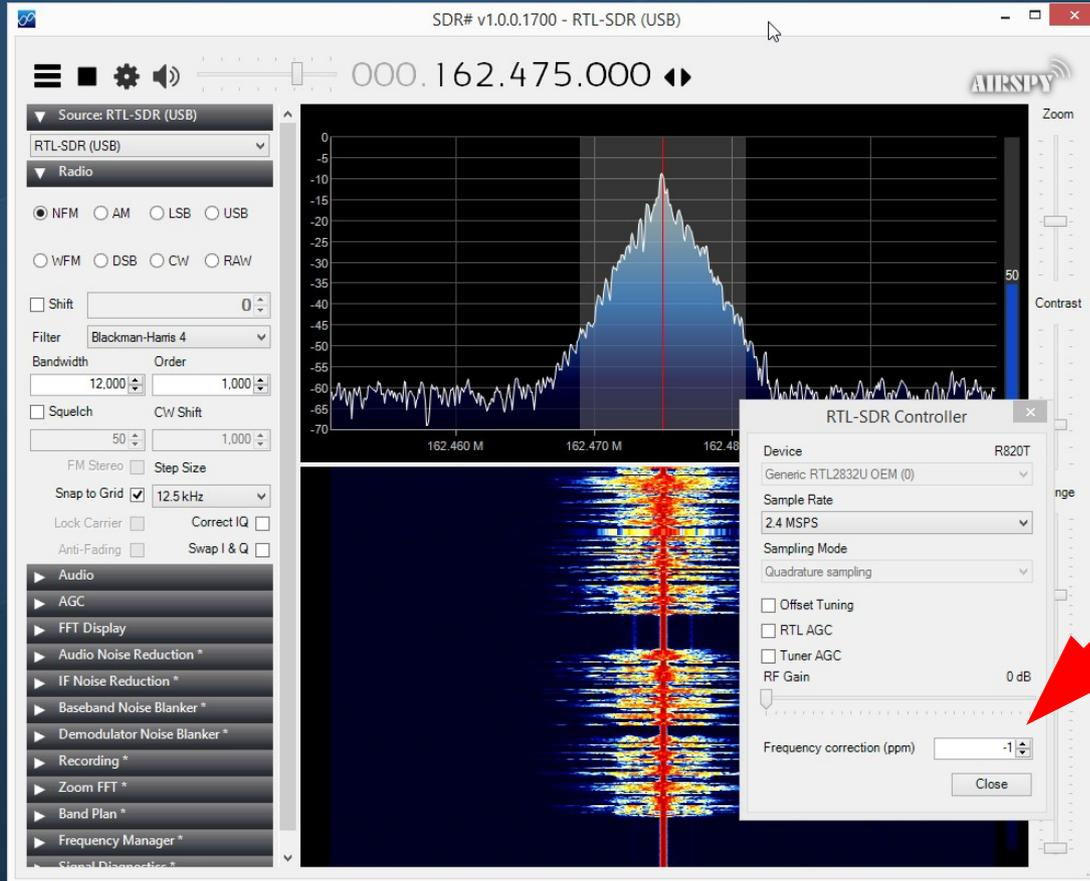 SDR# v1.0.0.1700 - RTL-SDR (USB)
000.162.475.000
AIRSPY
Source: RTL-SDR (USB)
RTL-SDR (USB)
Radio
NFM AM LSB USB
WFM DSB CW RAW
Shift 0
Filter Blackman-Harris 4
Bandwidth Order
12,000 1,000
Squelch CW Shift
50 1,000
FM Stereo Step Size
Snap to Grid 12.5 kHz
Lock Carrier Correct IQ
Anti-Fading Swap I & Q
Audio
AGC
FFT Display
Audio Noise Reduction *
IF Noise Reduction *
Baseband Noise Blanker *
Demodulator Noise Blanker *
Recording *
Zoom FFT *
Band Plan *
Frequency Manager *
Signal Diagnostics *
0
-5
-10
-15
-20
-25
-30
-35
-40
-45
-50
-55
-60
-65
-70
162.460 M 162.470 M 162.48
50
Zoom
Contrast
nge
RTL-SDR Controller
Device R820T
Generic RTL2832U OEM (0)
Sample Rate
2.4 MSPS
Sampling Mode
Quadrature sampling
Offset Tuning
RTL AGC
Tuner AGC
RF Gain 0 dB
Frequency correction (ppm) -1
Close